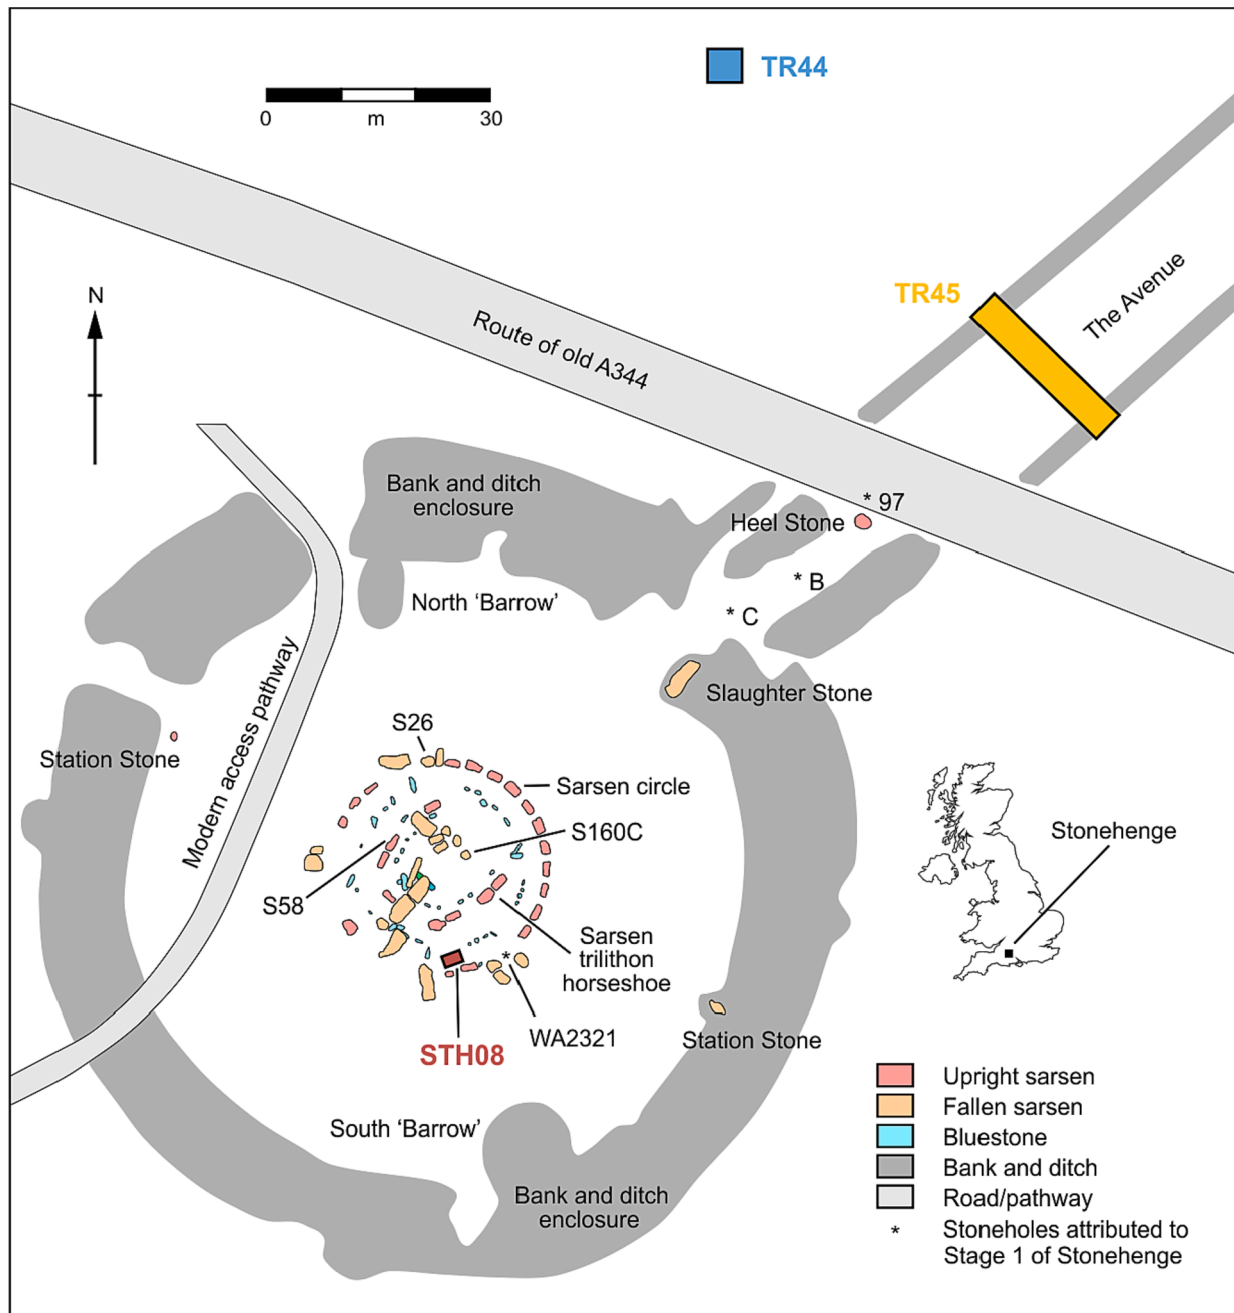 TR44
0 m 30
TR45
The Avenue
N
Route of old A344
Bank and ditch
enclosure
* 97
Heel Stone
* B
North ‘Barrow’
* C
Slaughter Stone
Modern access pathway
S26
Station Stone
Sarsen circle
S160C
Stonehenge
S58
Sarsen
trilithon
horseshoe
*
WA2321
STH08
Station Stone
South ‘Barrow’
Bank and ditch
enclosure
Upright sarsen
Fallen sarsen
Bluestone
Bank and ditch
Road/pathway
* Stoneholes attributed to
Stage 1 of Stonehenge